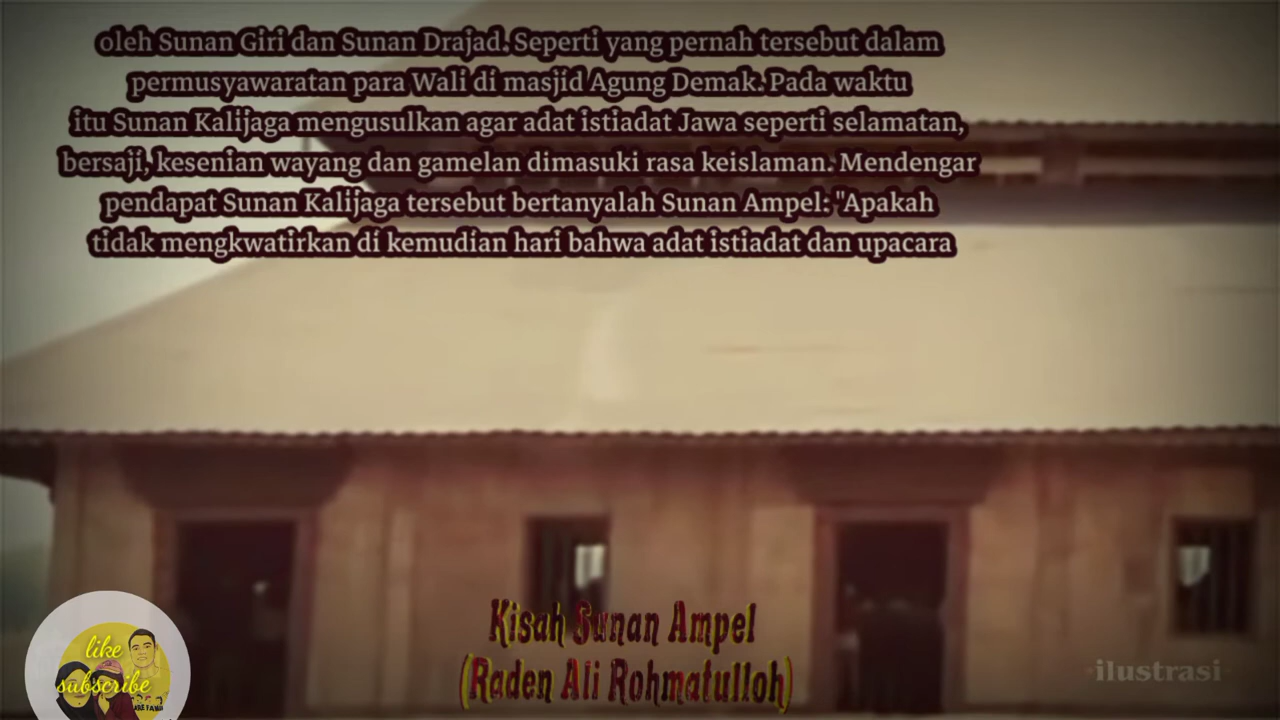 oleh Sunan Giri dan Sunan Drajad. Seperti yang pernah tersebut dalam
permusyawaratan para Wali di masjid Agung Demak. Pada waktu
itu Sunan Kalijaga mengusulkan agar adat istiadat Jawa seperti selamatan,
bersaji, kesenian wayang dan gamelan dimasuki rasa keislaman. Mendengar
pendapat Sunan Kalijaga tersebut bertanyalah Sunan Ampel: "Apakah
tidak mengkwatirkan di kemudian hari bahwa adat istiadat dan upacara
Kisah Sunan Ampel
(Raden Ali Rohmatulloh)
like
subscribe
ilustrasi